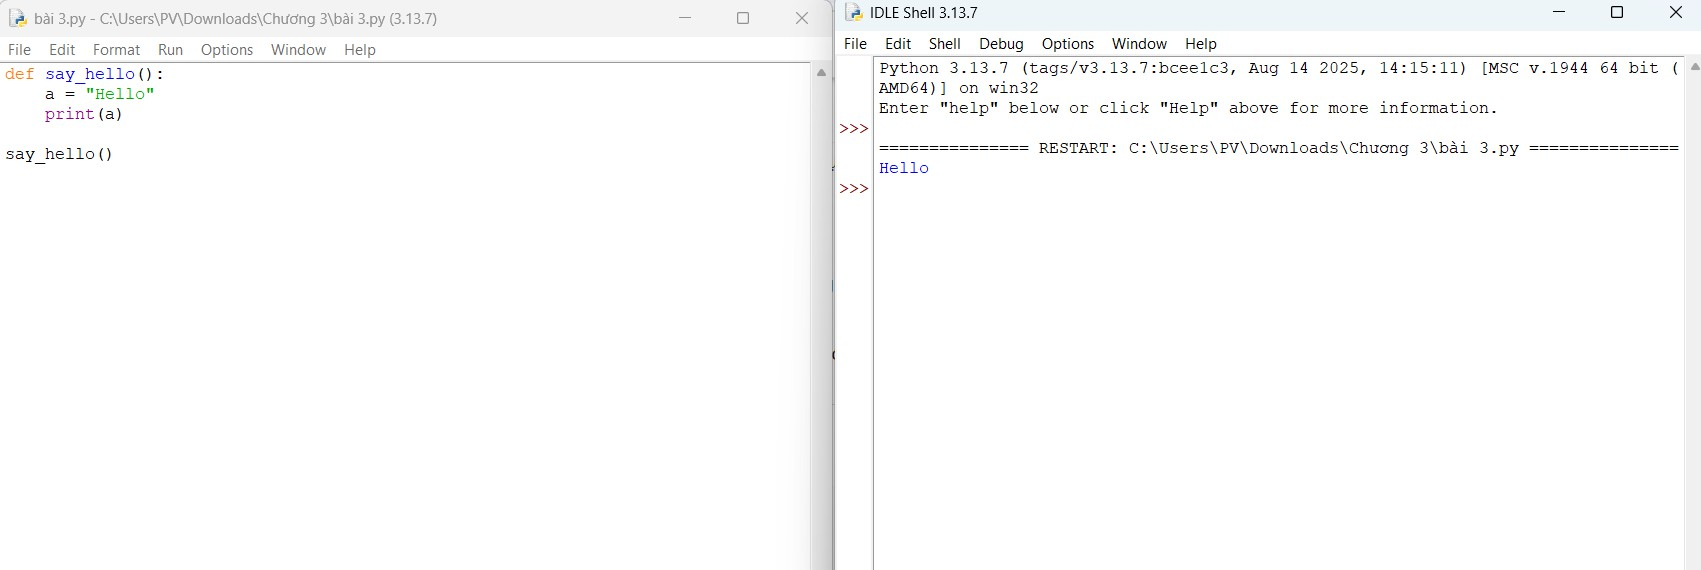 bài 3.py - C:\Users\PV\Downloads\Chương 3\bài 3.py (3.13.7)
File Edit Format Run Options Window Help
def say_hello():
    a = "Hello"
    print(a)

say_hello()
IDLE Shell 3.13.7
File Edit Shell Debug Options Window Help
Python 3.13.7 (tags/v3.13.7:bcee1c3, Aug 14 2025, 14:15:11) [MSC v.1944 64 bit (
AMD64)] on win32
Enter "help" below or click "Help" above for more information.
>>>
=============== RESTART: C:\Users\PV\Downloads\Chương 3\bài 3.py ===============
Hello
>>>